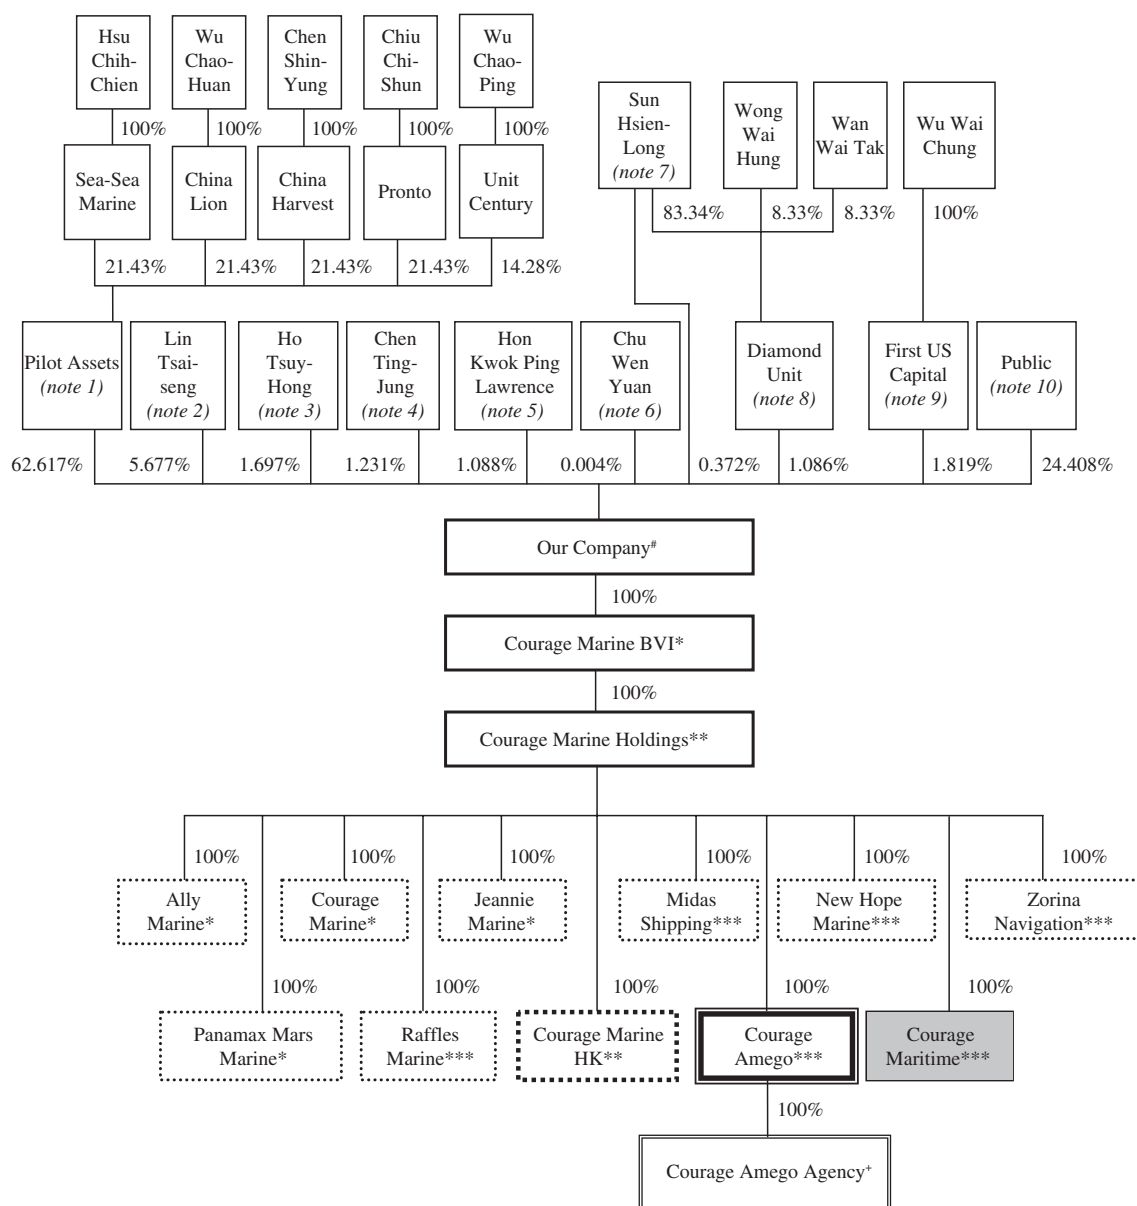 Hsu
Chih-
Chien
Wu
Chao-
Huan
Chen
Shin-
Yung
Chiu
Chi-
Shun
Wu
Chao-
Ping
Sun
Hsien-
Long
(note 7)
Wong
Wai
Hung
Wan
Wai Tak
Wu Wai
Chung
100%
100%
100%
100%
100%
Sea-Sea
Marine
China
Lion
China
Harvest
Pronto
Unit
Century
83.34%
8.33%
8.33%
100%
21.43%
21.43%
21.43%
21.43%
14.28%
Pilot Assets
(note 1)
Lin
Tsai-
seng
(note 2)
Ho
Tsuy-
Hong
(note 3)
Chen
Ting-
Jung
(note 4)
Hon
Kwok Ping
Lawrence
(note 5)
Chu
Wen
Yuan
(note 6)
Diamond
Unit
(note 8)
First US
Capital
(note 9)
Public
(note 10)
62.617%
5.677%
1.697%
1.231%
1.088%
0.004%
0.372%
1.086%
1.819%
24.408%
Our Company#
100%
Courage Marine BVI*
100%
Courage Marine Holdings**
100%
100%
100%
100%
100%
100%
Ally
Marine*
Courage
Marine*
Jeannie
Marine*
Midas
Shipping***
New Hope
Marine***
Zorina
Navigation***
100%
100%
100%
100%
100%
Panamax Mars
Marine*
Raffles
Marine***
Courage Marine
HK**
Courage
Amego***
Courage
Maritime***
100%
Courage Amego Agency+